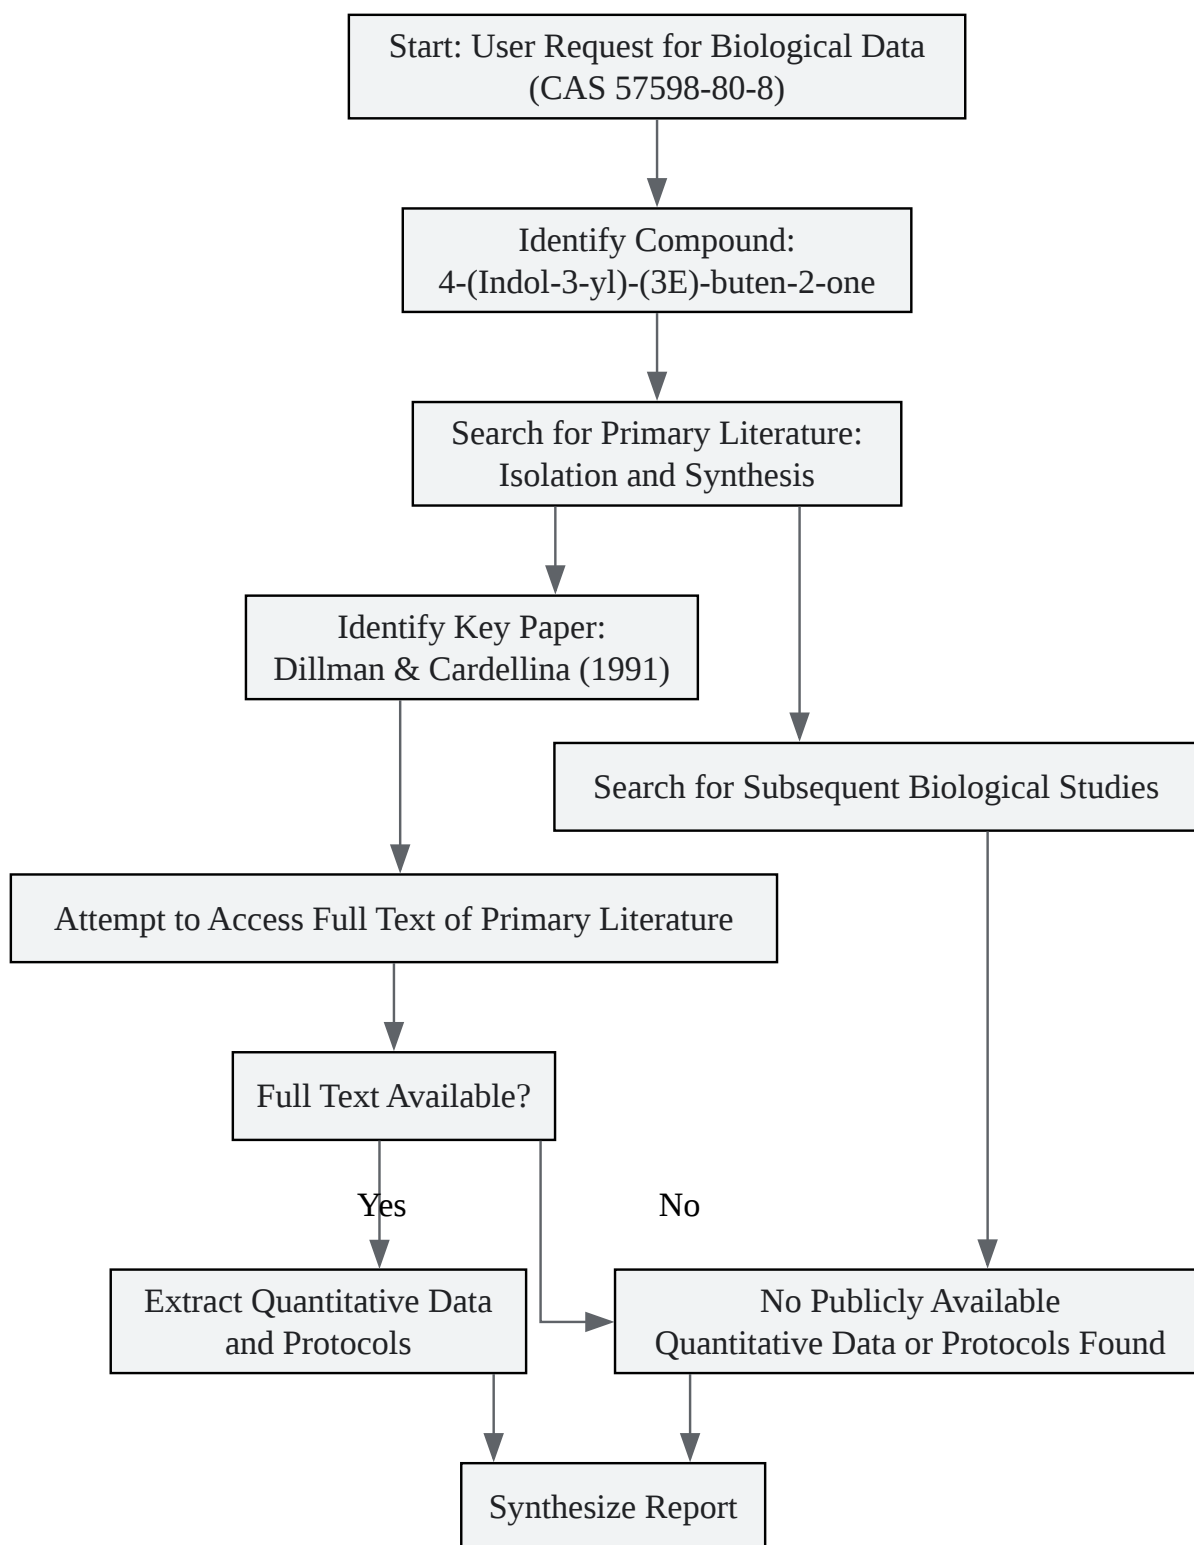 Start: User Request for Biological Data
(CAS 57598-80-8)
Identify Compound:
4-(Indol-3-yl)-(3E)-buten-2-one
Search for Primary Literature:
Isolation and Synthesis
Identify Key Paper:
Dillman & Cardellina (1991)
Search for Subsequent Biological Studies
Attempt to Access Full Text of Primary Literature
Full Text Available?
Yes
No
Extract Quantitative Data
and Protocols
No Publicly Available
Quantitative Data or Protocols Found
Synthesize Report